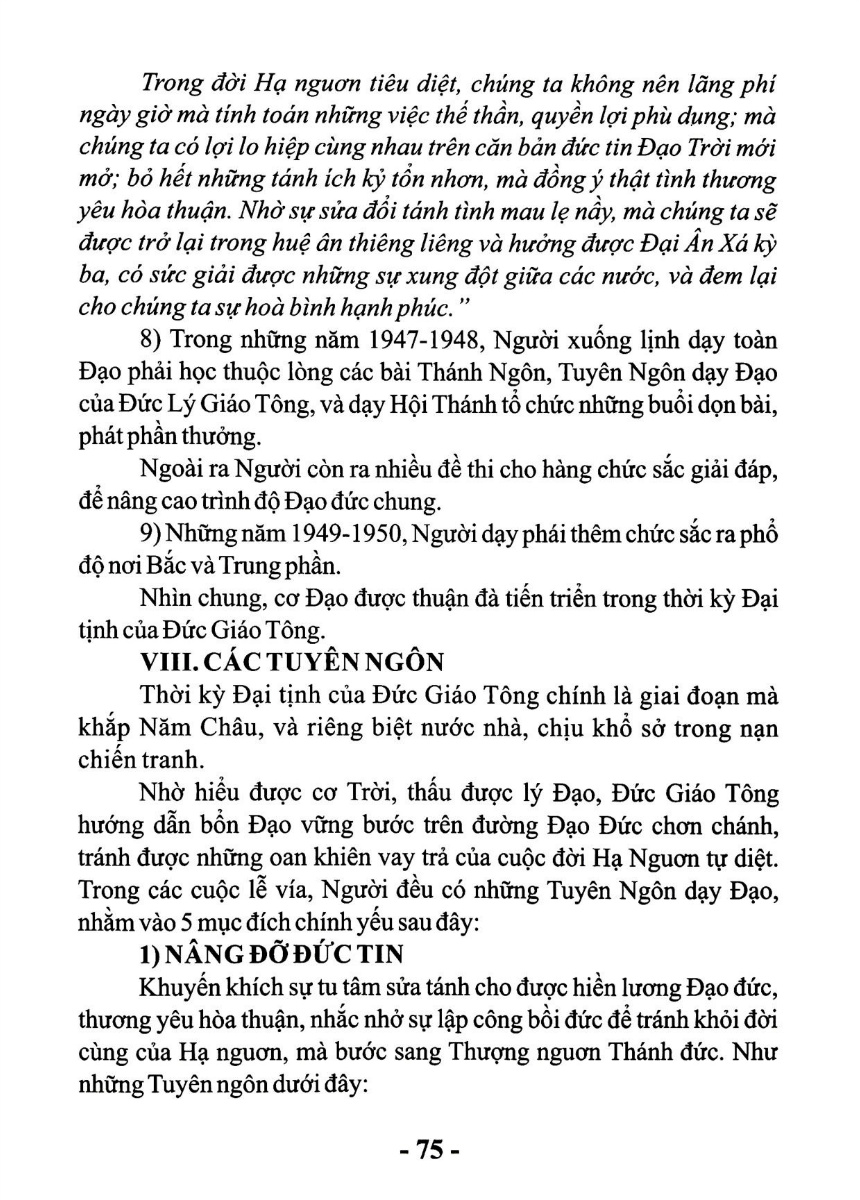 Trong đời Hạ nguơn tiêu diệt, chúng ta không nên lãng phí
ngày giờ mà tính toán những việc thế thần, quyền lợi phù dung; mà
chúng ta có lợi lo hiệp cùng nhau trên căn bản đức tin Đạo Trời mới
mở; bỏ hết những tánh ích kỷ tổn nhơn, mà đồng ý thật tình thương
yêu hòa thuận. Nhờ sự sửa đổi tánh tình mau lẹ nầy, mà chúng ta sẽ
được trở lại trong huệ ân thiêng liêng và hưởng được Đại Ân Xá kỳ
ba, có sức giải được những sự xung đột giữa các nước, và đem lại
cho chúng ta sự hoà bình hạnh phúc."
8) Trong những năm 1947-1948, Người xuống lịnh dạy toàn
Đạo phải học thuộc lòng các bài Thánh Ngôn, Tuyên Ngôn dạy Đạo
của Đức Lý Giáo Tông, và dạy Hội Thánh tổ chức những buổi dọn bài,
phát phần thưởng.
Ngoài ra Người còn ra nhiều đề thi cho hàng chức sắc giải đáp,
để nâng cao trình độ Đạo đức chung.
9) Những năm 1949-1950, Người dạy phái thêm chức sắc ra phổ
độ nơi Bắc và Trung phần.
Nhìn chung, cơ Đạo được thuận đà tiến triển trong thời kỳ Đại
tịnh của Đức Giáo Tông.
VIII. CÁC TUYÊN NGÔN
Thời kỳ Đại tịnh của Đức Giáo Tông chính là giai đoạn mà
khắp Năm Châu, và riêng biệt nước nhà, chịu khổ sở trong nạn
chiến tranh.
Nhờ hiểu được cơ Trời, thấu được lý Đạo, Đức Giáo Tông
hướng dẫn bổn Đạo vững bước trên đường Đạo Đức chơn chánh,
tránh được những oan khiên vay trả của cuộc đời Hạ Nguơn tự diệt.
Trong các cuộc lễ vía, Người đều có những Tuyên Ngôn dạy Đạo,
nhằm vào 5 mục đích chính yếu sau đây:
1) NÂNG ĐỠ ĐỨC TIN
Khuyến khích sự tu tâm sửa tánh cho được hiền lương Đạo đức,
thương yêu hòa thuận, nhắc nhở sự lập công bồi đức để tránh khỏi đời
cùng của Hạ nguơn, mà bước sang Thượng nguơn Thánh đức. Như
những Tuyên ngôn dưới đây:
- 75 -